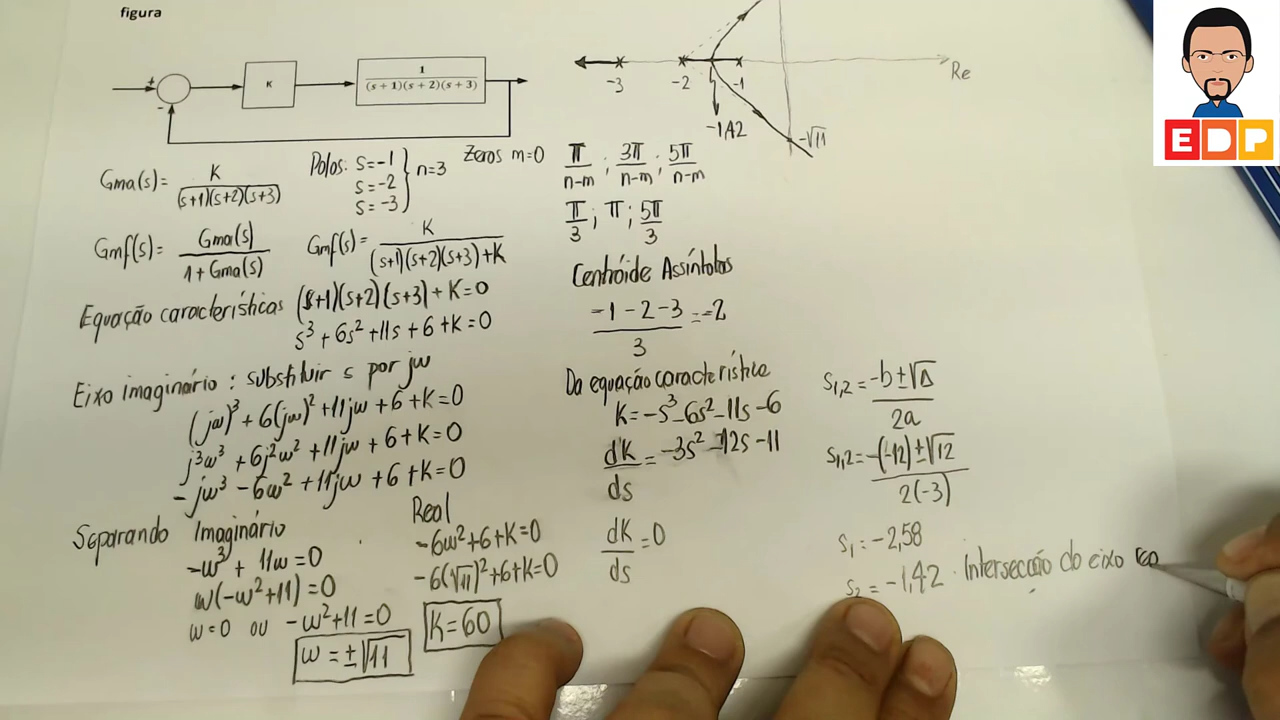 figura
EDP
+
-
K
1
(s+1)(s+2)(s+3)
-3
-2
-1
Re
-1,42
-√11
Gma(s) = K
(s+1)(s+2)(s+3)
Polos: s=-1
s=-2
s=-3
n=3
Zeros m=0
Gmf(s) = Gma(s)
1 + Gma(s)
Gmf(s) = K
(s+1)(s+2)(s+3)+K
Equação características (s+1)(s+2)(s+3)+K=0
s³ + 6s² + 11s + 6 + K = 0
Eixo imaginário: substituir s por jω
(jω)³ + 6(jω)² + 11jω + 6 + K = 0
j³ω³ + 6j²ω² + 11jω + 6 + K = 0
-jω³ - 6ω² + 11jω + 6 + K = 0
Separando Imaginário
-ω³ + 11ω = 0
ω(-ω²+11) = 0
ω=0 ou -ω²+11=0
ω = ±√11
Real
-6ω²+6+K=0
-6(√11)²+6+K=0
K=60
π ; 3π ; 5π
n-m n-m n-m
π ; π ; 5π
3 3
Centróide Assíntotas
-1-2-3 = -2
3
Da equação característica
K = -s³-6s²-11s-6
dK = -3s²-12s-11
ds
dK = 0
ds
S1,2 = -b±√Δ
2a
S1,2 = -(-12)±√12
2(-3)
s1 = -2,58
s2 = -1,42 . Intersecção do eixo